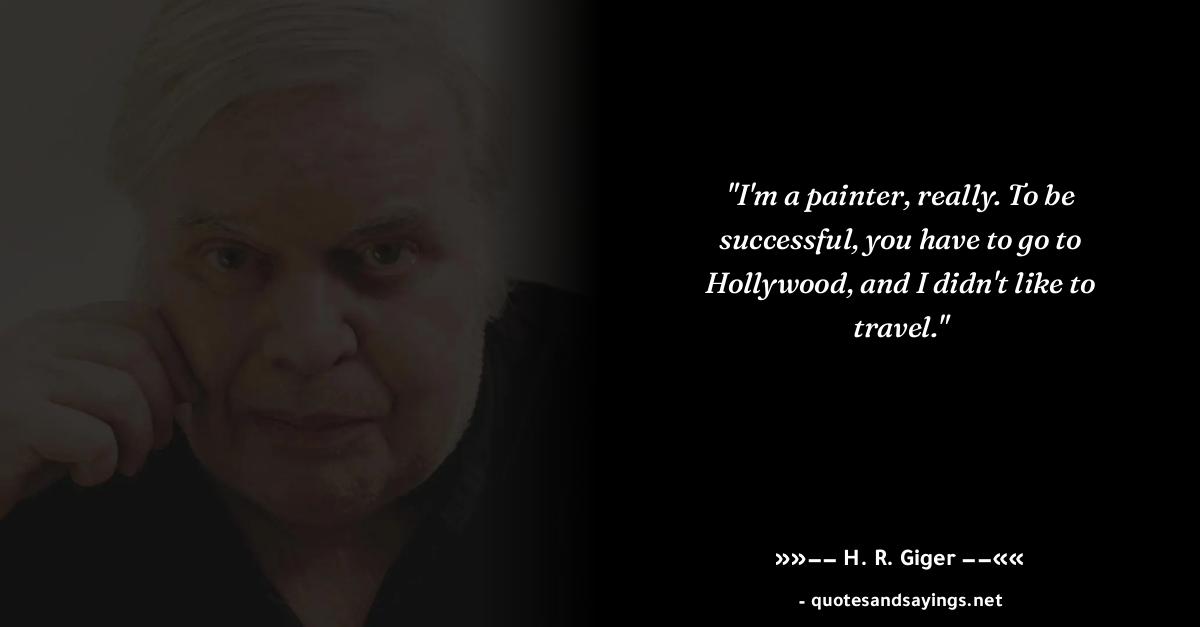 "I'm a painter, really. To be
successful, you have to go to
Hollywood, and I didn't like to
travel."
»»−− H. R. Giger −−««
- quotesandsayings.net